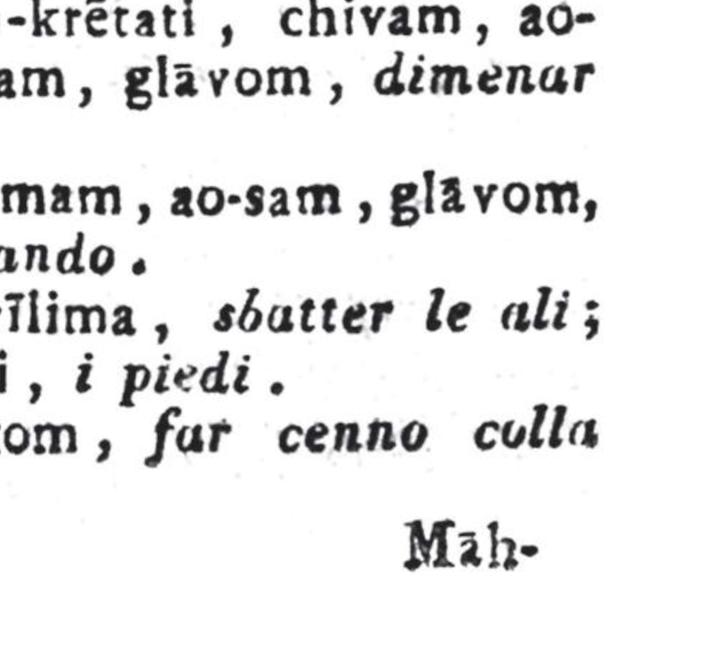 -krētati , chivam, ao-
am, glāvom , dimenar
mam , ao-sam , glāvom,
ando .
īlima , sbatter le ali ;
i , i piedi .
om , far cenno colla
Māh-